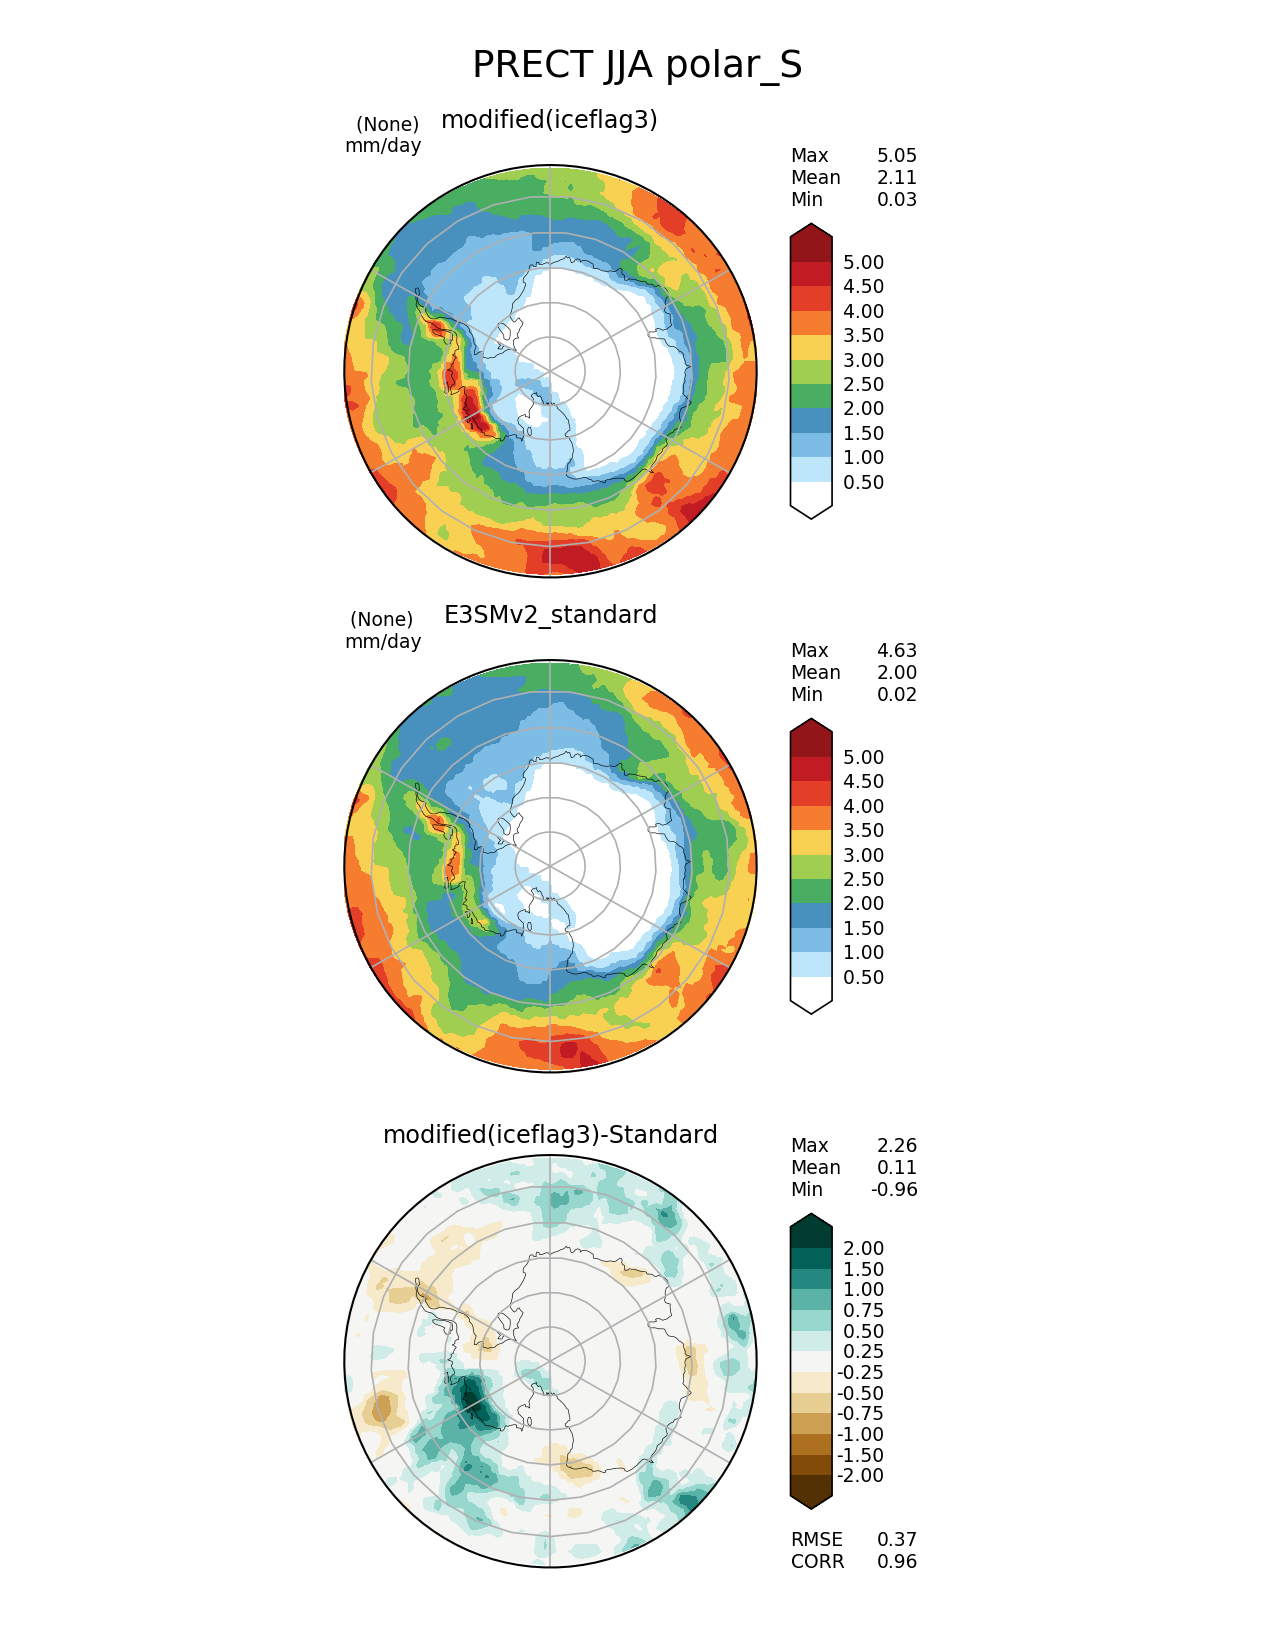 PRECT JJA polar_S
(None)
mm/day
modified(iceflag3)
Max 5.05
Mean 2.11
Min 0.03
5.00
4.50
4.00
3.50
3.00
2.50
2.00
1.50
1.00
0.50
(None)
mm/day
E3SMv2_standard
Max 4.63
Mean 2.00
Min 0.02
5.00
4.50
4.00
3.50
3.00
2.50
2.00
1.50
1.00
0.50
modified(iceflag3)-Standard
Max 2.26
Mean 0.11
Min -0.96
2.00
1.50
1.00
0.75
0.50
0.25
-0.25
-0.50
-0.75
-1.00
-1.50
-2.00
RMSE 0.37
CORR 0.96